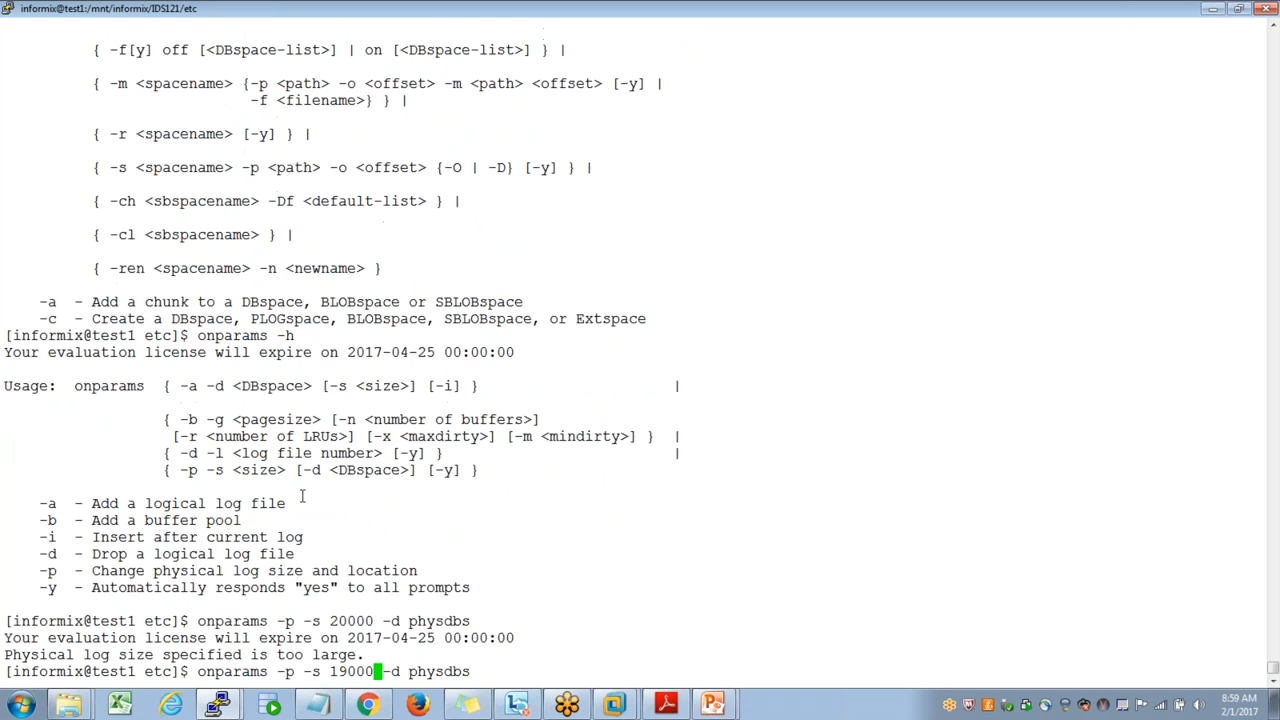 informix@test1:/mnt/informix/IDS121/etc
{ -f[y] off [<DBspace-list>] | on [<DBspace-list>] } |
{ -m <spacename> {-p <path> -o <offset> -m <path> <offset> [-y] |
-f <filename>} } |
{ -r <spacename> [-y] } |
{ -s <spacename> -p <path> -o <offset> {-O | -D} [-y] } |
{ -ch <sbspacename> -Df <default-list> } |
{ -cl <sbspacename> } |
{ -ren <spacename> -n <newname> }
-a - Add a chunk to a DBspace, BLOBspace or SBLOBspace
-c - Create a DBspace, PLOGspace, BLOBspace, SBLOBspace, or Extspace
[informix@test1 etc]$ onparams -h
Your evaluation license will expire on 2017-04-25 00:00:00
Usage: onparams { -a -d <DBspace> [-s <size>] [-i] } |
{ -b -g <pagesize> [-n <number of buffers>]
[-r <number of LRUs>] [-x <maxdirty>] [-m <mindirty>] } |
{ -d -l <log file number> [-y] } |
{ -p -s <size> [-d <DBspace>] [-y] }
-a - Add a logical log file
-b - Add a buffer pool
-i - Insert after current log
-d - Drop a logical log file
-p - Change physical log size and location
-y - Automatically responds "yes" to all prompts
[informix@test1 etc]$ onparams -p -s 20000 -d physdbs
Your evaluation license will expire on 2017-04-25 00:00:00
Physical log size specified is too large.
[informix@test1 etc]$ onparams -p -s 19000 -d physdbs
8:59 AM
2/1/2017